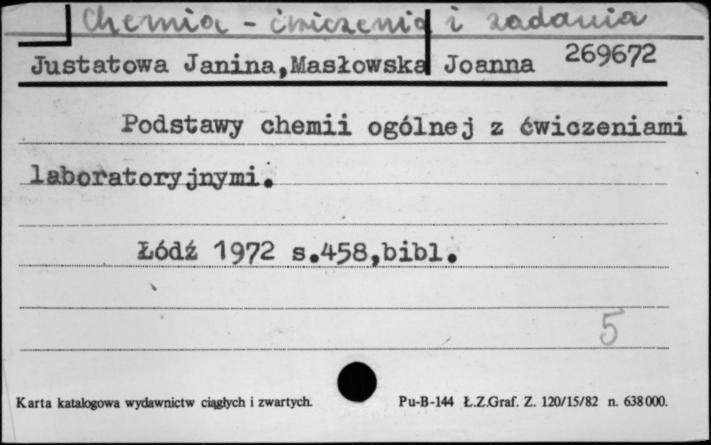 Chemia - ćwiczenia i zadania
Justatowa Janina,Masłowska Joanna 269672
Podstawy chemii ogólnej z ćwiczeniami
laboratoryjnymi.
Łódź 1972 s.458,bibl.
5
Karta katalogowa wydawnictw ciągłych i zwartych. Pu-B-144 Ł.Z.Graf. Z. 120/15/82 n. 638000.